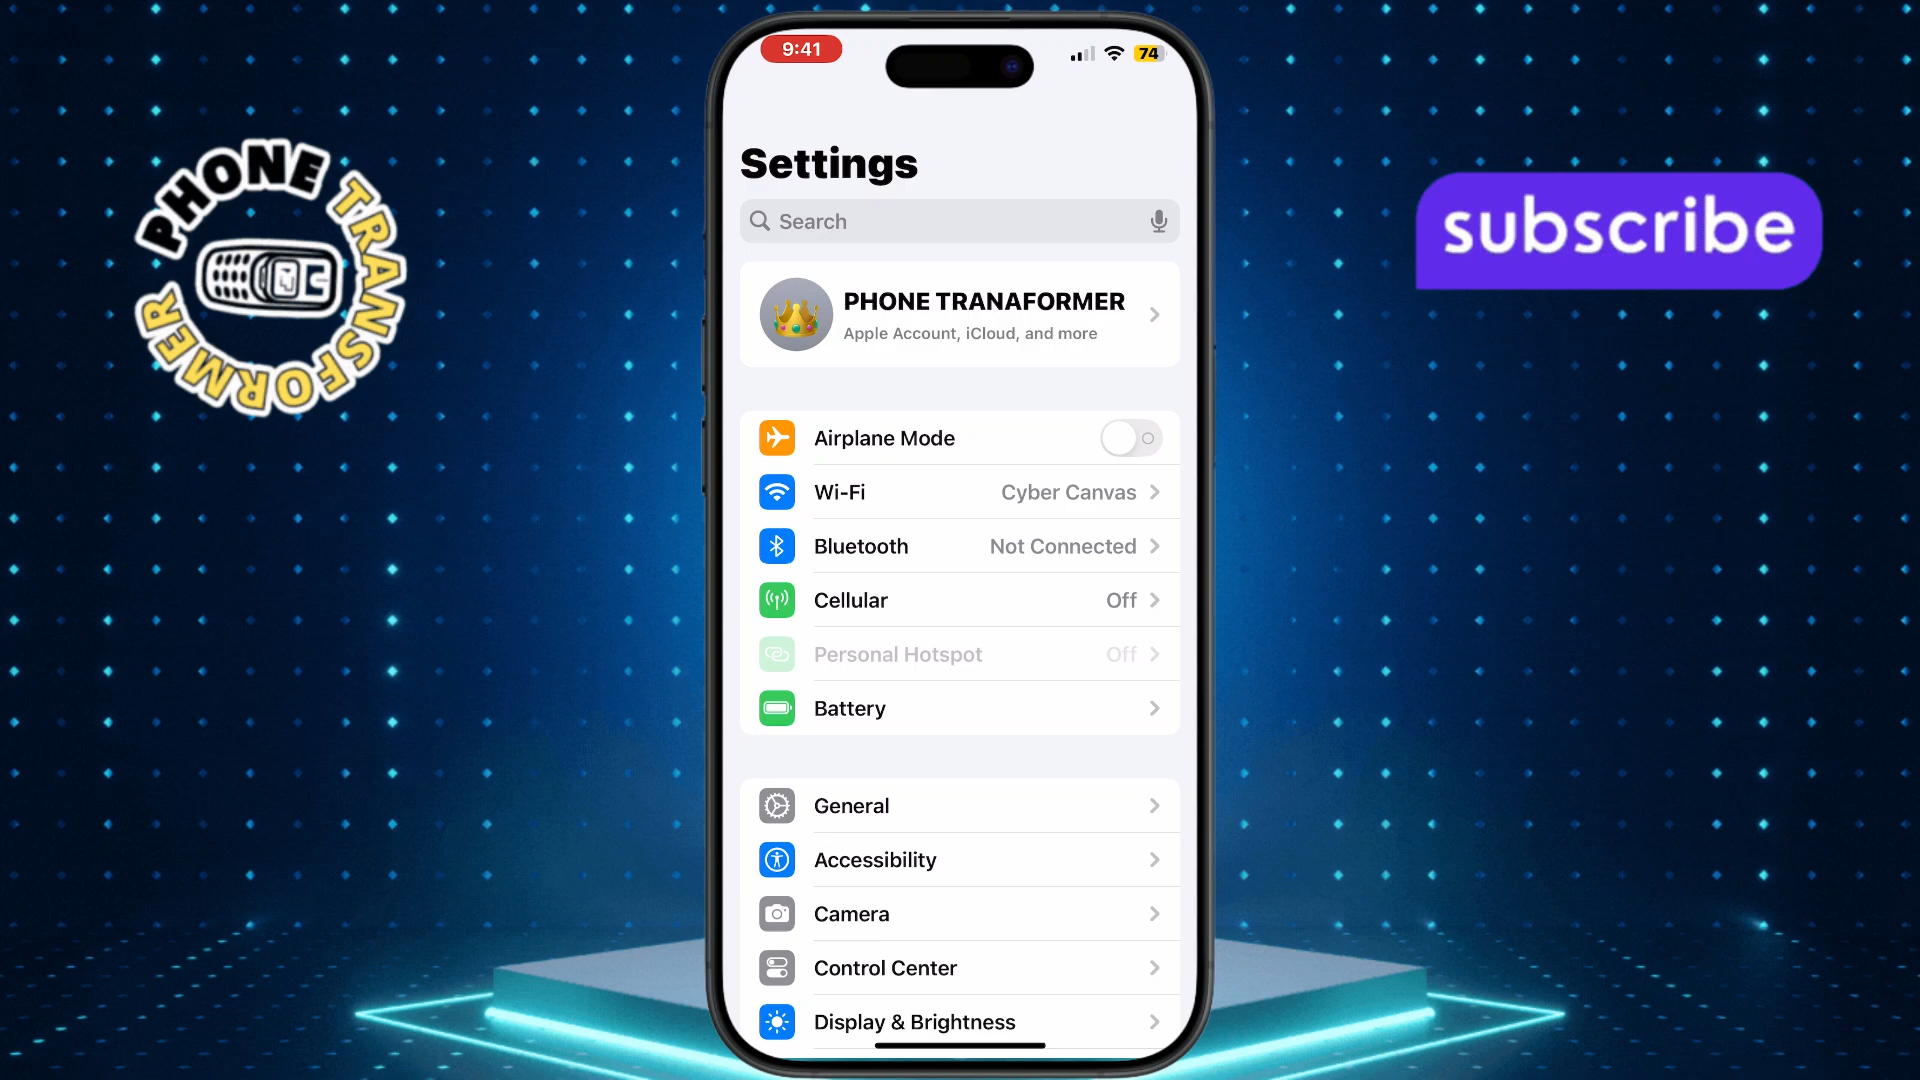 PHONE TRANSFORMER
subscribe
9:41
74
Settings
Search
PHONE TRANAFORMER
Apple Account, iCloud, and more
Airplane Mode
Wi-Fi Cyber Canvas
Bluetooth Not Connected
Cellular Off
Personal Hotspot Off
Battery
General
Accessibility
Camera
Control Center
Display & Brightness